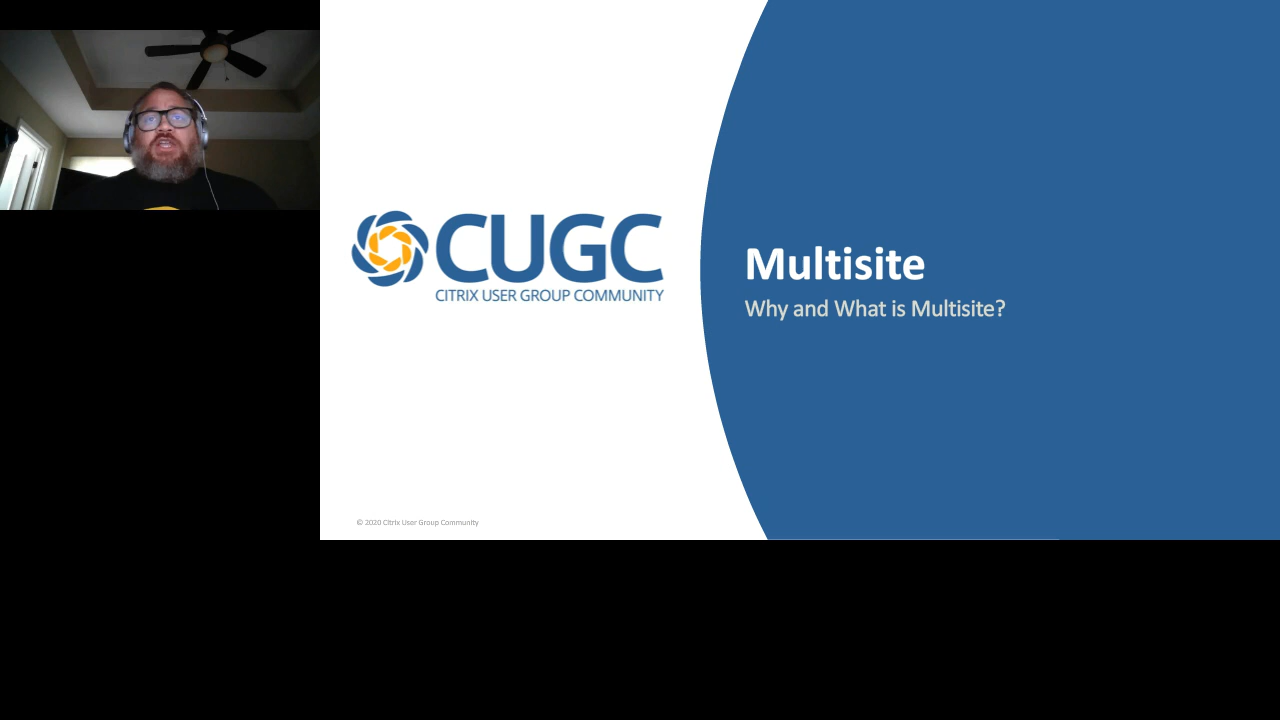 CUGC
CITRIX USER GROUP COMMUNITY
Multisite
Why and What is Multisite?
© 2020 Citrix User Group Community